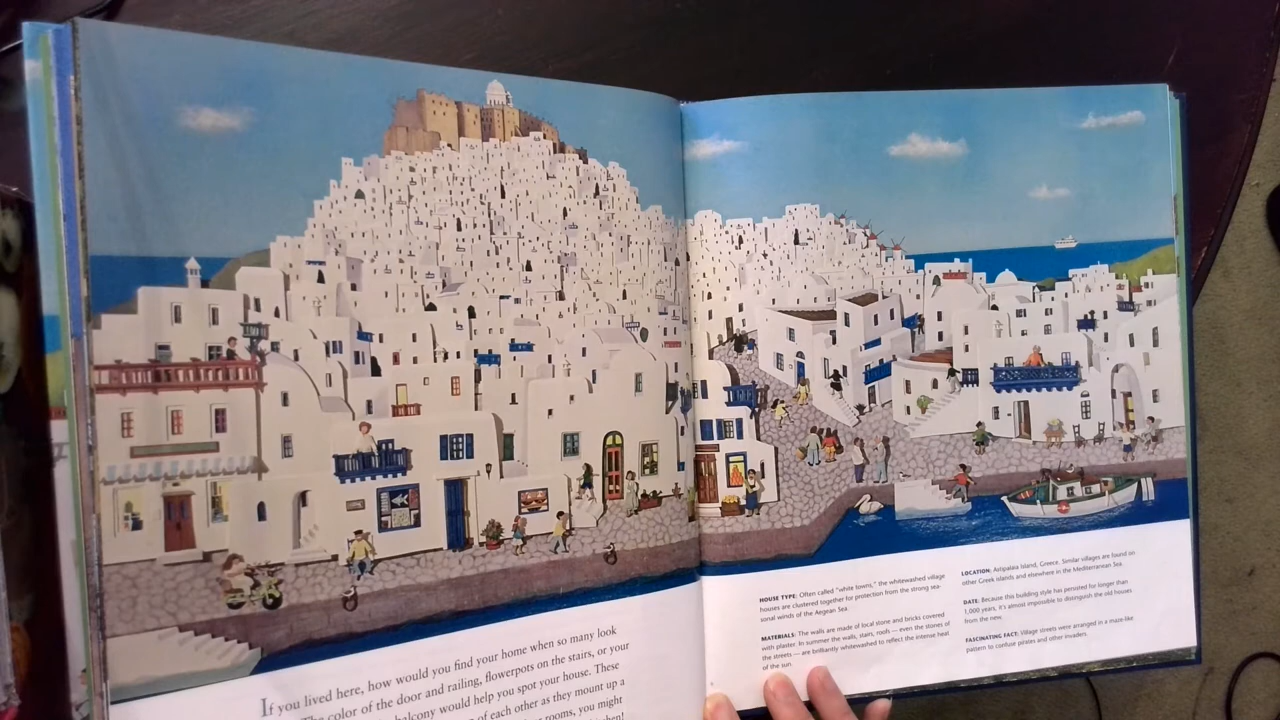 If you lived here, how would you find your home when so many look
The color of the door and railing, flowerpots on the stairs, or your
balcony would help you spot your house. These
of each other as they mount up a
rooms, you might
HOUSE TYPE: Often called "white towns," the whitewashed village
houses are clustered together for protection from the strong sea-
sonal winds of the Aegean Sea.
MATERIALS: The walls are made of local stone and bricks covered
with plaster. In summer the walls, stairs, roofs — even the stones of
the streets — are brilliantly whitewashed to reflect the intense heat
of the sun.
LOCATION: Astipalaia Island, Greece. Similar villages are found on
other Greek islands and elsewhere in the Mediterranean Sea.
DATE: Because this building style has persisted for longer than
1,000 years, it's almost impossible to distinguish the old houses
from the new.
FASCINATING FACT: Village streets were arranged in a maze-like
pattern to confuse pirates and other invaders.